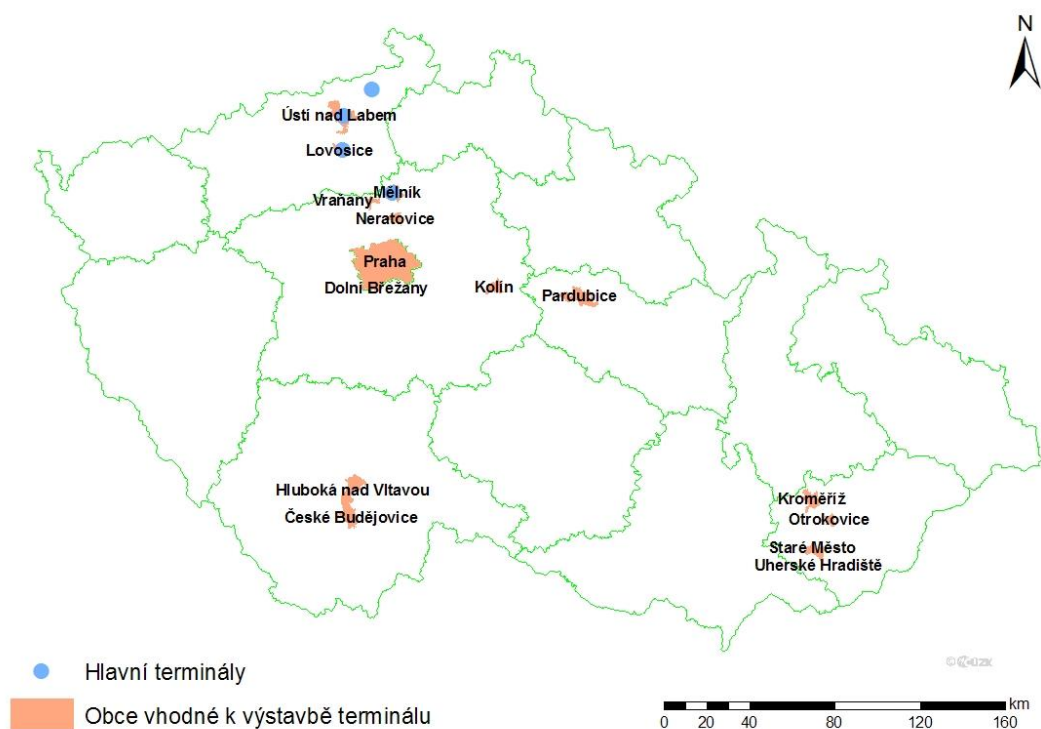 N
Ústí nad Labem
Lovosice
Mělník
Vraňany
Neratovice
Praha
Dolní Břežany
Kolín
Pardubice
Hluboká nad Vltavou
České Budějovice
Kroměříž
Otrokovice
Staré Město
Uherské Hradiště
Hlavní terminály
Obce vhodné k výstavbě terminálu
km
0 20 40 80 120 160